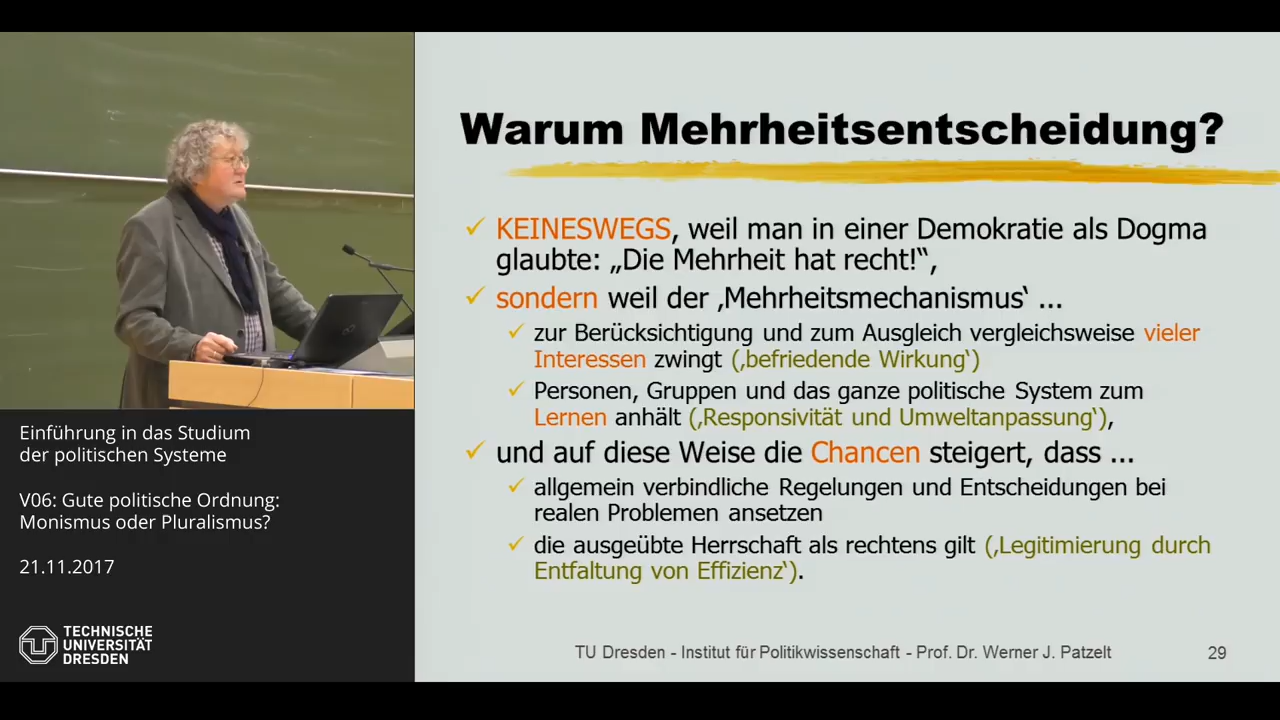 Warum Mehrheitsentscheidung?
KEINESWEGS, weil man in einer Demokratie als Dogma
glaubte: „Die Mehrheit hat recht!“,
sondern weil der ‚Mehrheitsmechanismus‘ ...
zur Berücksichtigung und zum Ausgleich vergleichsweise vieler
Interessen zwingt (‚befriedende Wirkung‘)
Personen, Gruppen und das ganze politische System zum
Lernen anhält (‚Responsivität und Umweltanpassung‘),
und auf diese Weise die Chancen steigert, dass ...
allgemein verbindliche Regelungen und Entscheidungen bei
realen Problemen ansetzen
die ausgeübte Herrschaft als rechtens gilt (‚Legitimierung durch
Entfaltung von Effizienz‘).
TU Dresden - Institut für Politikwissenschaft - Prof. Dr. Werner J. Patzelt
29
Einführung in das Studium
der politischen Systeme
V06: Gute politische Ordnung:
Monismus oder Pluralismus?
21.11.2017
TECHNISCHE
UNIVERSITÄT
DRESDEN